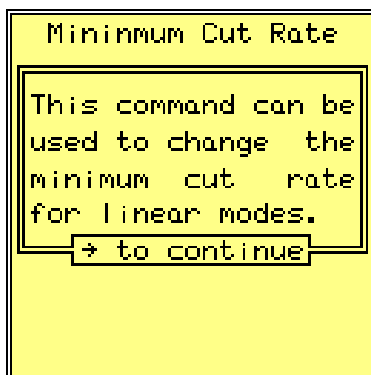 Mininmum Cut Rate
This command can be
used to change the
minimum cut rate
for linear modes.
→ to continue